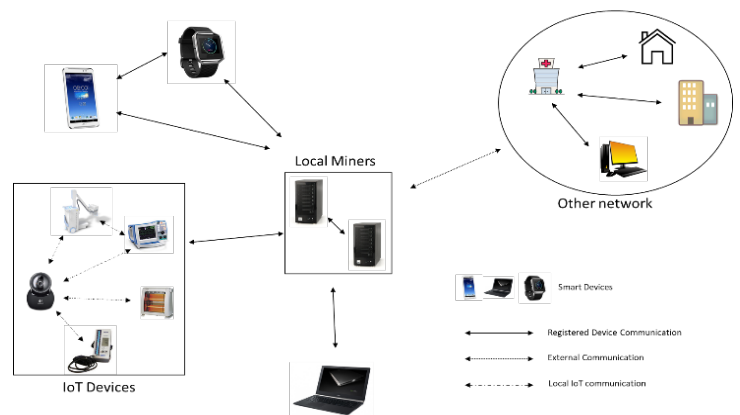 Local Miners
Other network
IoT Devices
Smart Devices
Registered Device Communication
External Communication
Local IoT communication